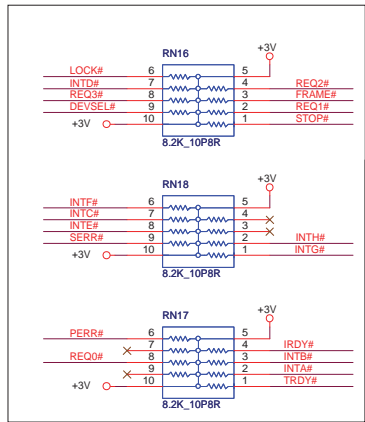 RN16
+3V
LOCK# 6 5
INTD# 7 4 REQ2#
REQ3# 8 3 FRAME#
DEVSEL# 9 2 REQ1#
+3V 10 1 STOP#
8.2K_10P8R
RN18
+3V
INTF# 6 5
INTC# 7 4
INTE# 8 3
SERR# 9 2 INTH#
+3V 10 1 INTG#
8.2K_10P8R
RN17
+3V
PERR# 6 5
7 4 IRDY#
REQ0# 8 3 INTB#
9 2 INTA#
+3V 10 1 TRDY#
8.2K_10P8R